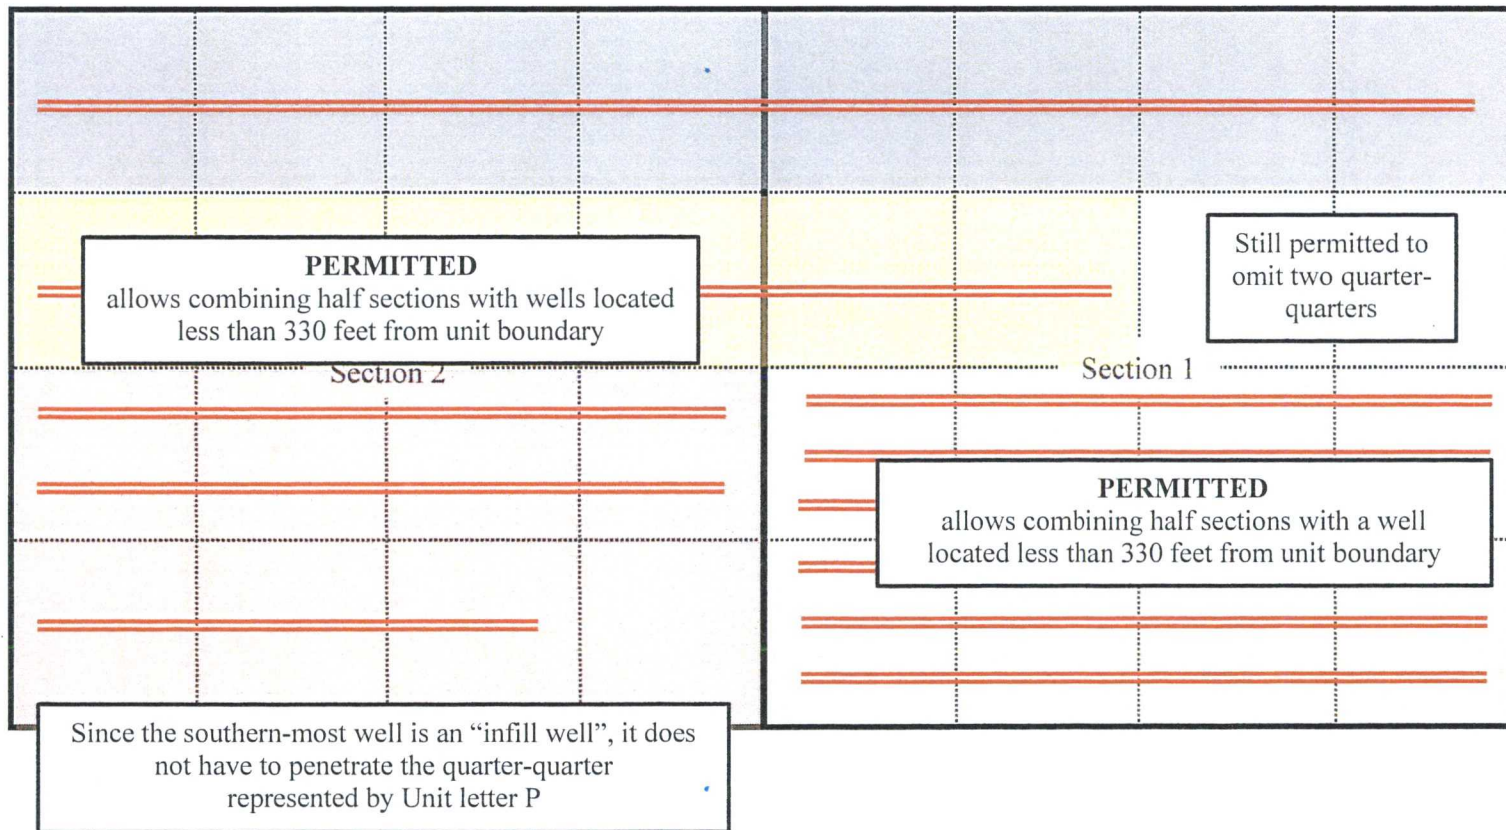 PERMITTED
allows combining half sections with wells located
less than 330 feet from unit boundary
Still permitted to
omit two quarter-
quarters
Section 2
Section 1
PERMITTED
allows combining half sections with a well
located less than 330 feet from unit boundary
Since the southern-most well is an “infill well”, it does
not have to penetrate the quarter-quarter
represented by Unit letter P